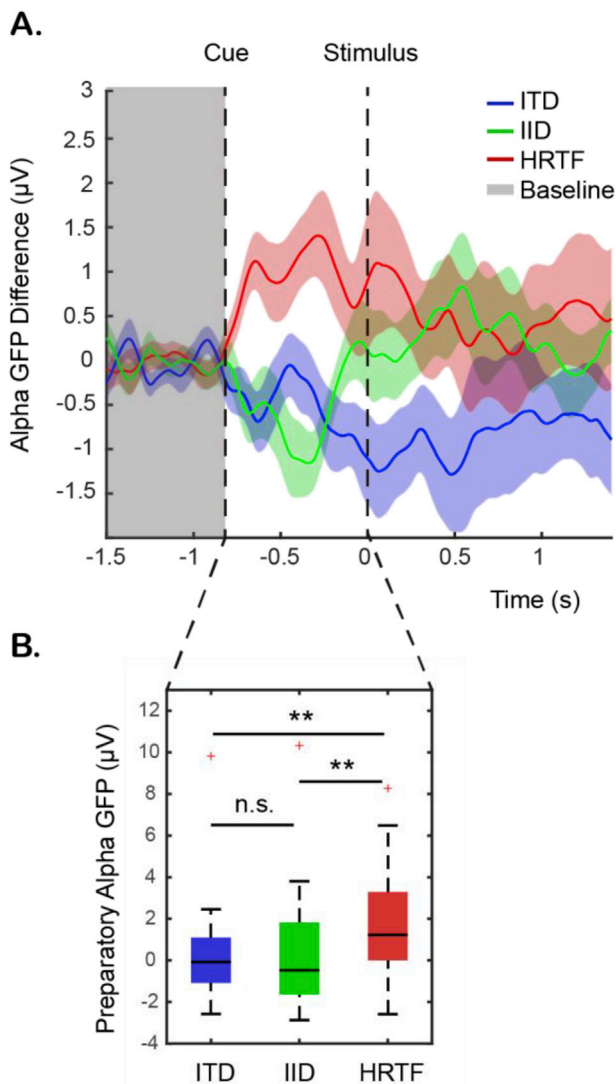 A.
Cue Stimulus
ITD
IID
HRTF
Baseline
Alpha GFP Difference (µV)
3
2.5
2
1.5
1
0.5
0
-0.5
-1
-1.5
-1.5 -1 -0.5 0 0.5 1
Time (s)
B.
Preparatory Alpha GFP (µV)
12
10
8
6
4
2
0
-2
-4
**
**
n.s.
ITD IID HRTF